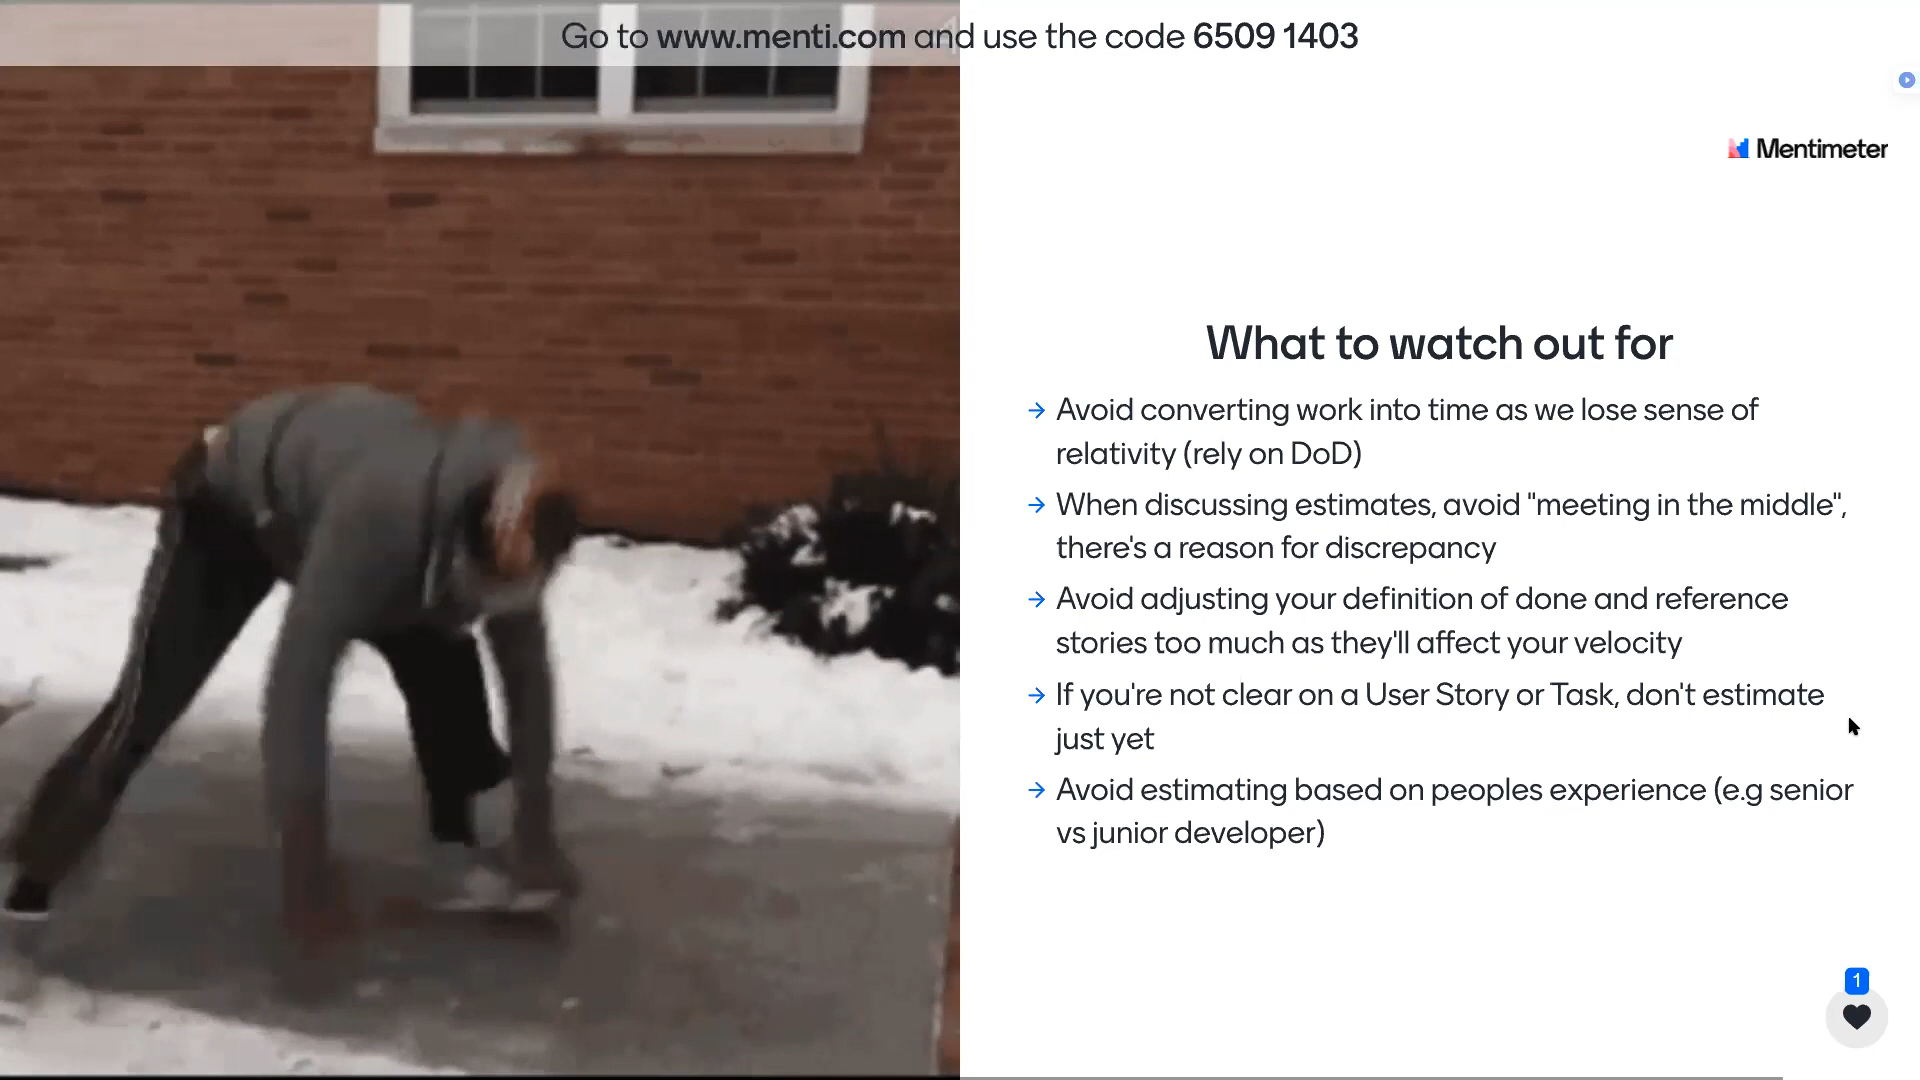 Go to www.menti.com and use the code 6509 1403
Mentimeter
What to watch out for
→ Avoid converting work into time as we lose sense of
relativity (rely on DoD)
→ When discussing estimates, avoid "meeting in the middle",
there's a reason for discrepancy
→ Avoid adjusting your definition of done and reference
stories too much as they'll affect your velocity
→ If you're not clear on a User Story or Task, don't estimate
just yet
→ Avoid estimating based on peoples experience (e.g senior
vs junior developer)
1